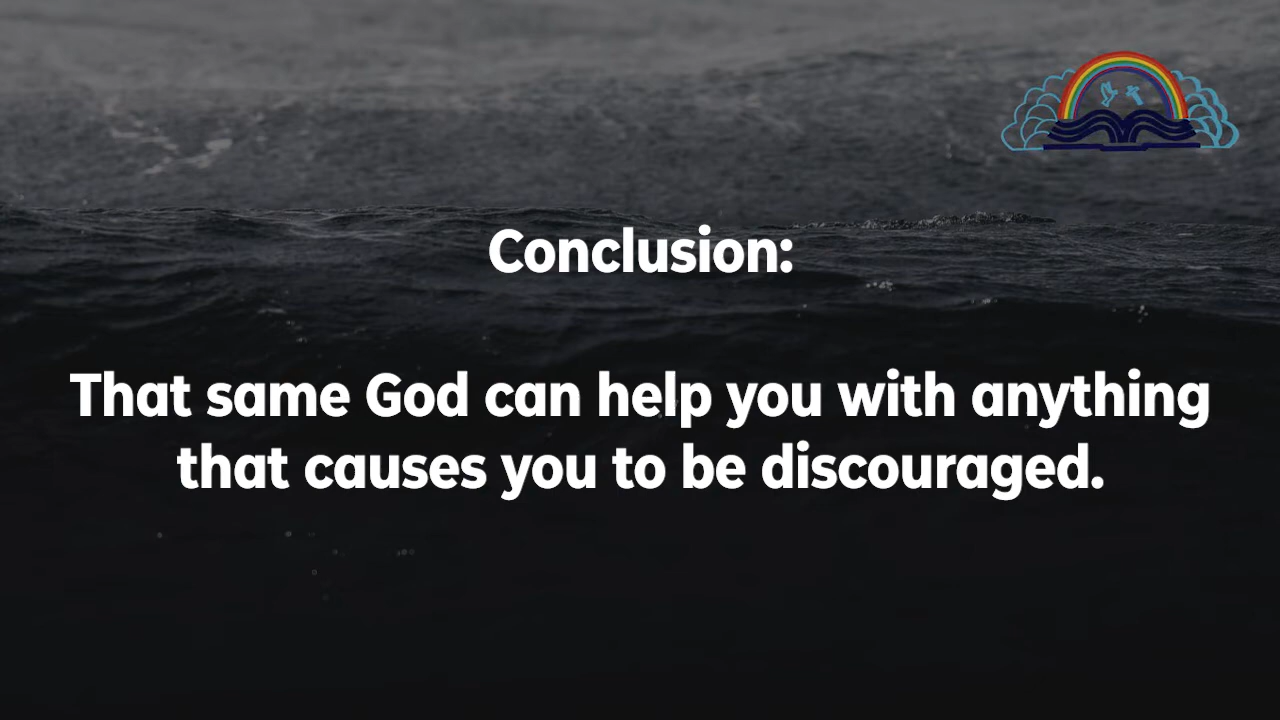 Conclusion:
That same God can help you with anything
that causes you to be discouraged.